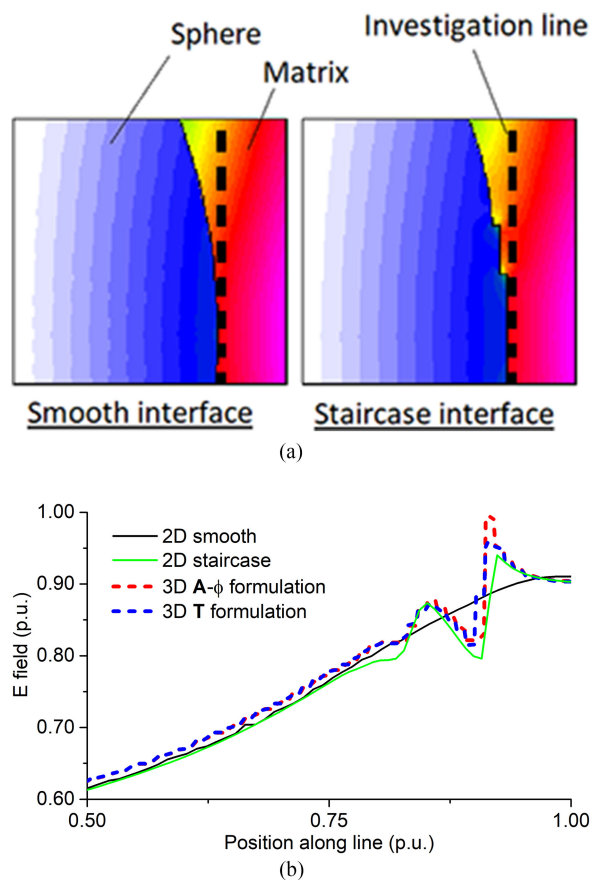 Sphere
Investigation line
Matrix
Smooth interface
Staircase interface
(a)
1.00
0.90
0.80
0.70
0.60
E field (p.u.)
2D smooth
2D staircase
3D A-ϕ formulation
3D T formulation
0.50
0.75
1.00
Position along line (p.u.)
(b)